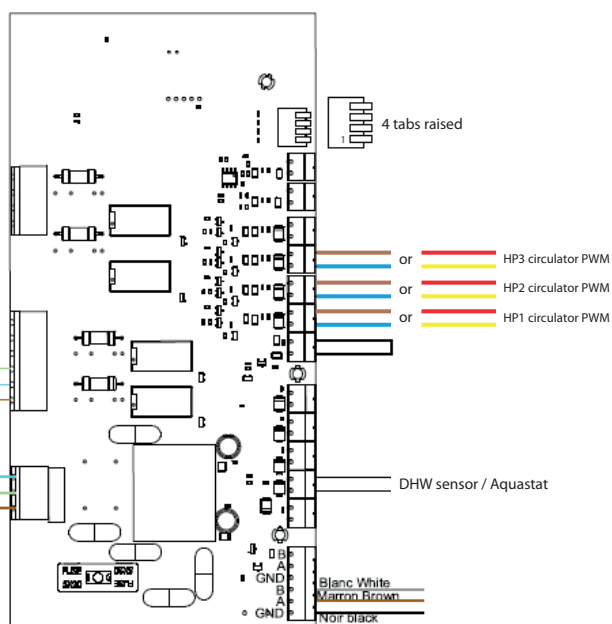 4 tabs raised
1
or HP3 circulator PWM
or HP2 circulator PWM
or HP1 circulator PWM
DHW sensor / Aquastat
B
A
GND
B Blanc White
A Marron Brown
GND Noir black
FUSE FUSE